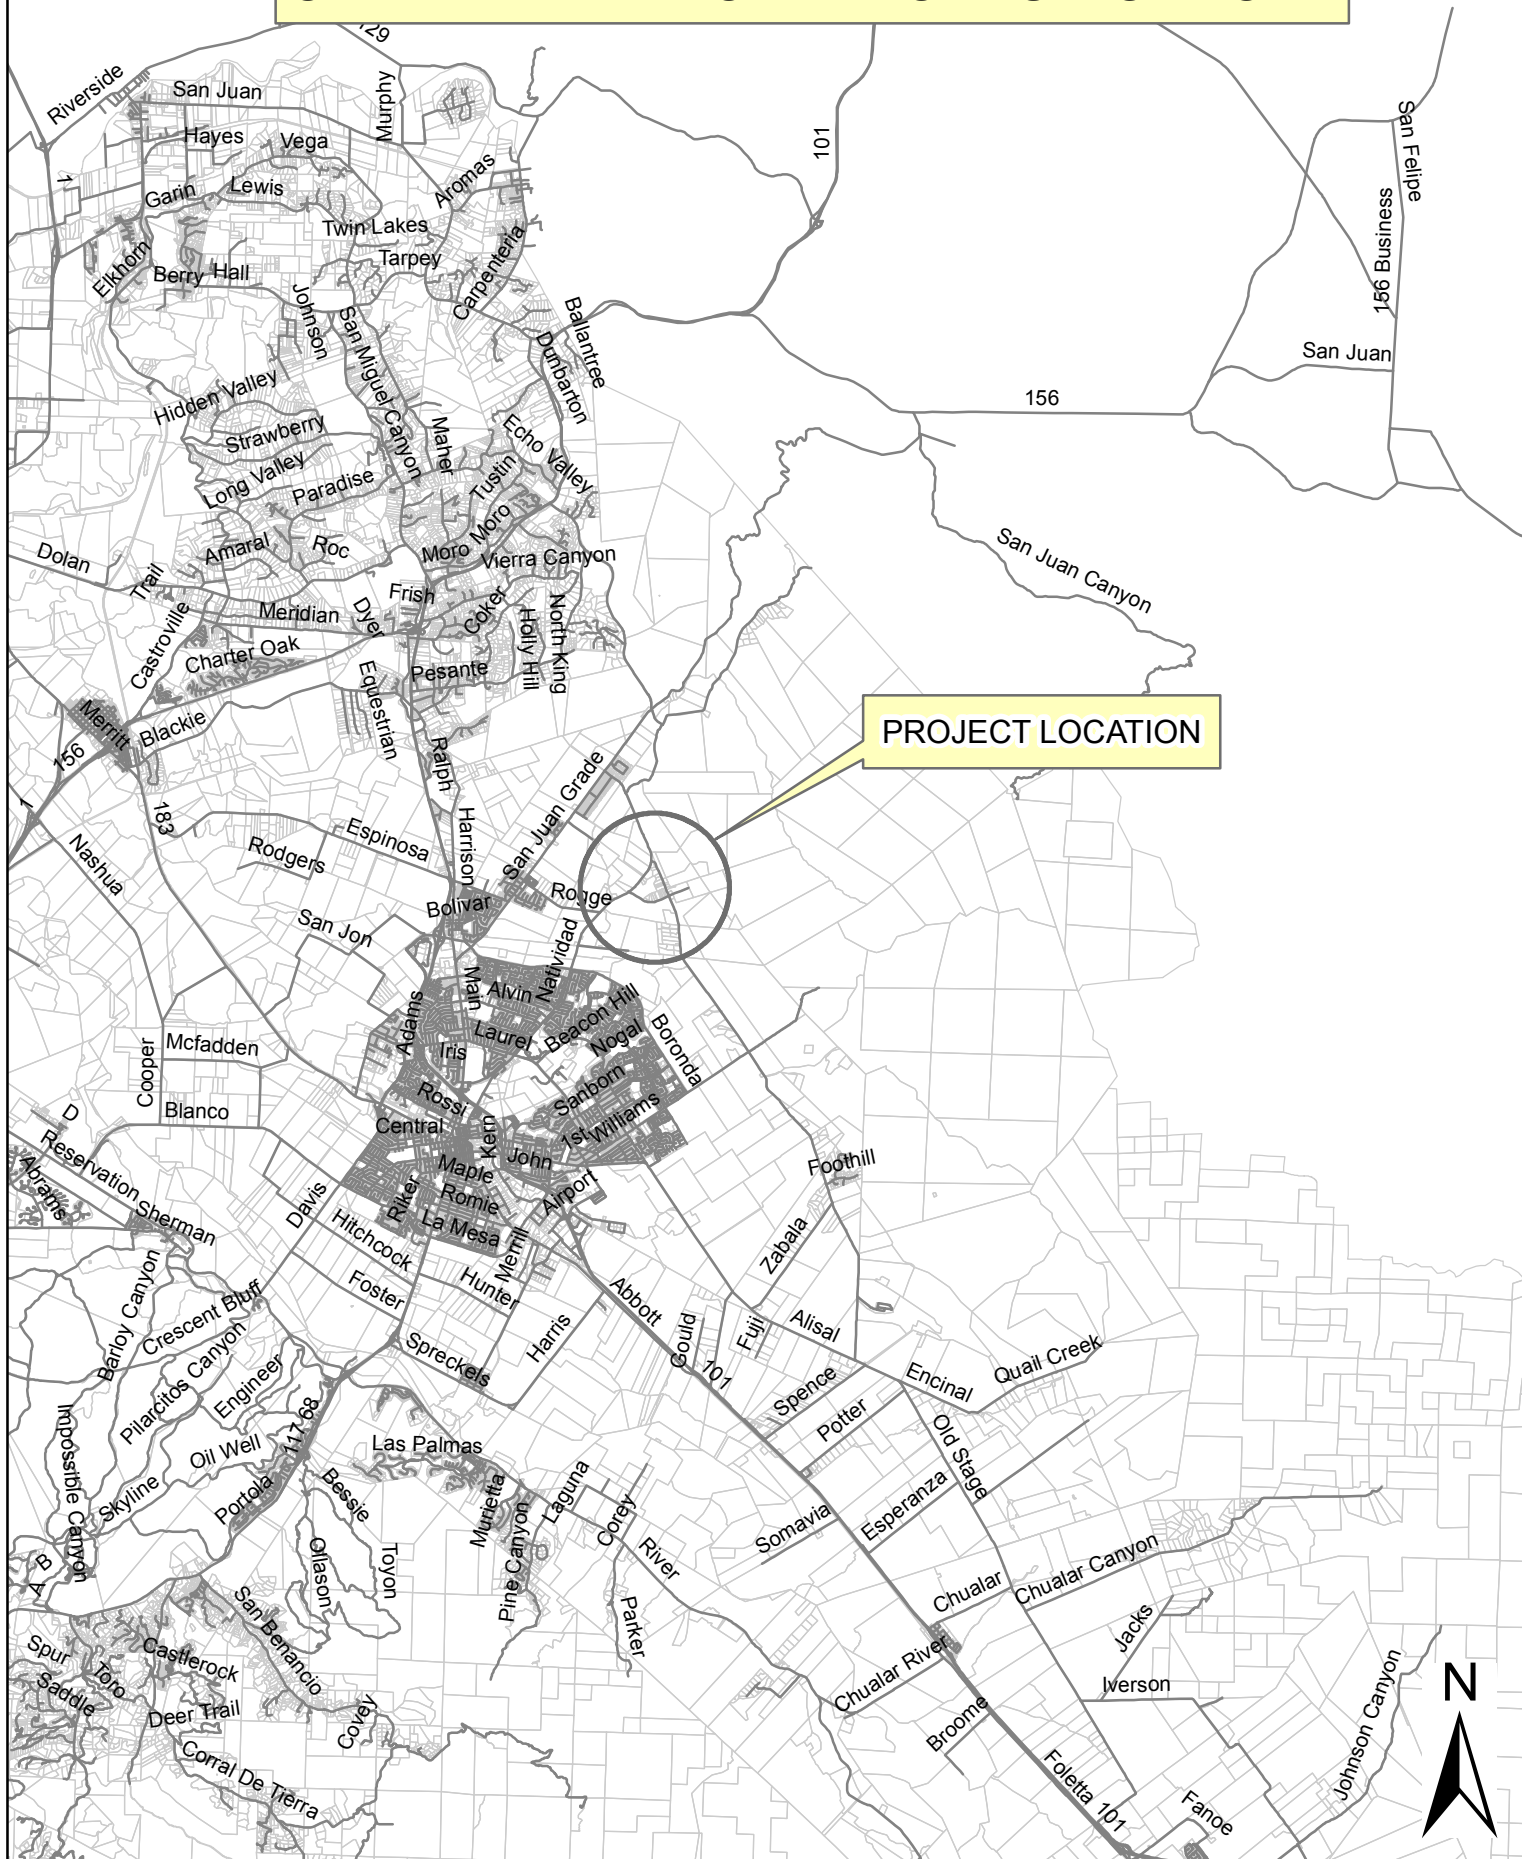 129
Riverside
San Juan
Murphy
101
San Felipe
Hayes
Vega
1
Garin
Lewis
Aromas
Twin Lakes
156 Business
Elkhorn
Berry
Hall
Tarpey
Carpenteria
Johnson
San Miguel Canyon
Ballantree
Dunbarton
San Juan
Hidden Valley
156
Strawberry
Maher
Echo Valley
Long Valley
Paradise
Tustin
Moro
Amaral
Roc
Moro
Vierra Canyon
San Juan Canyon
Dolan
Trail
Frish
Castroville
Meridian
Dyer
Coker
Holly Hill
North King
Charter Oak
Equestrian
Pesante
Merritt
Blackie
156
Ralph
PROJECT LOCATION
1
183
San Juan Grade
Nashua
Espinosa
Rodgers
Harrison
Bolivar
Rogge
San Jon
Natividad
Main
Alvin
Adams
Laurel
Beacon Hill
Nogal
Boronda
Mcfadden
Cooper
Iris
Blanco
Rossi
Sanborn
Central
Kern
1st
Williams
D
Reservation
Abrams
Sherman
Maple
John
Foothill
Davis
Riker
Romie
Airport
La Mesa
Hitchcock
Merrill
Zabala
Barloy Canyon
Crescent Bluff
Foster
Hunter
Abbott
Harris
Gould
Fuji
Alisal
Spreckels
101
Pilarcitos Canyon
Engineer
Spence
Encinal
Quail Creek
Impossible Canyon
117
68
Potter
Old Stage
Oil Well
Las Palmas
Skyline
Portola
Bessie
Murietta
Laguna
Corey
Esperanza
Somavia
B
A
Ollason
Toyon
Pine Canyon
River
Chualar Canyon
Chualar
San Benancio
Parker
Jacks
Spur
Toro
Castlerock
Saddle
Chualar River
Iverson
Johnson Canyon
N
Deer Trail
Covey
Broome
Corral De Tierra
Foletta
101
Fanoe